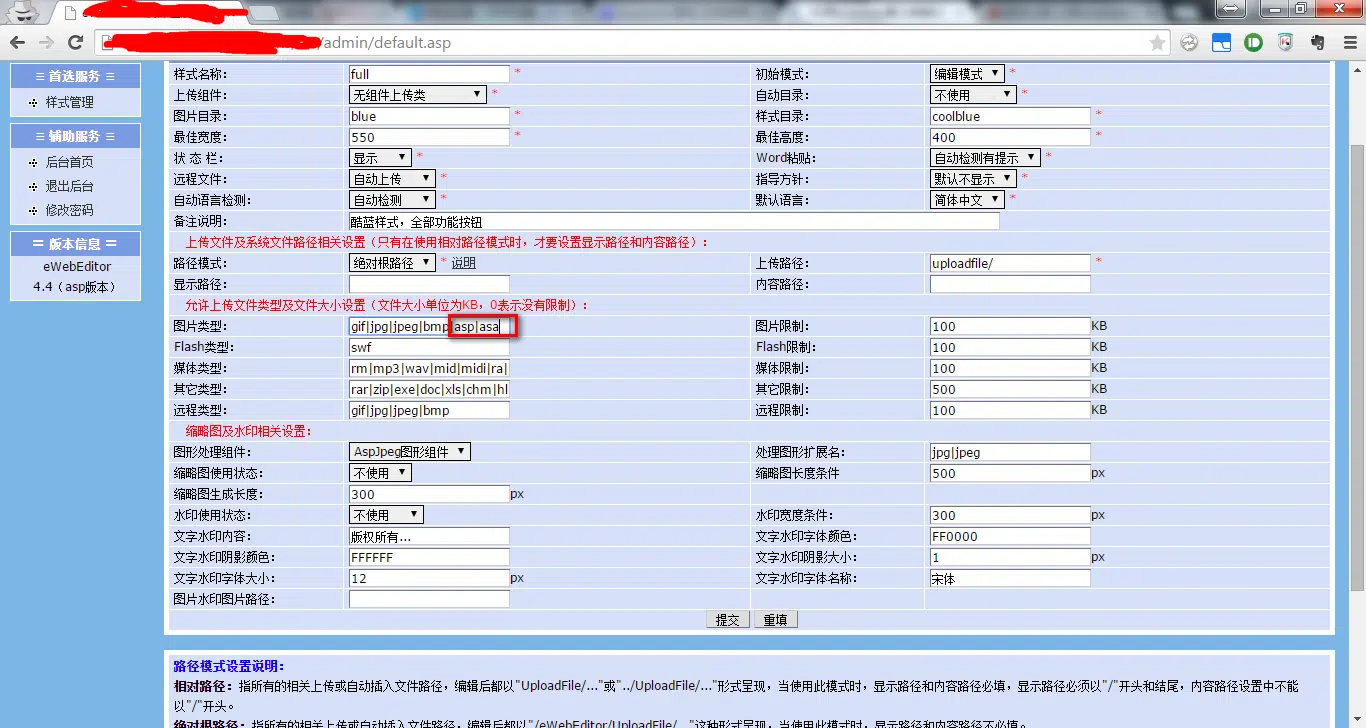 /admin/default.asp
首选服务
样式管理
辅助服务
后台首页
退出后台
修改密码
版本信息
eWebEditor
4.4（asp版本）
样式名称： full * 初始模式： 编辑模式 *
上传组件： 无组件上传类 * 自动目录： 不使用 *
图片目录： blue * 样式目录： coolblue *
最佳宽度： 550 * 最佳高度： 400 *
状 态 栏： 显示 * Word粘贴： 自动检测有提示 *
远程文件： 自动上传 * 指导方针： 默认不显示 *
自动语言检测： 自动检测 * 默认语言： 简体中文 *
备注说明： 酷蓝样式，全部功能按钮
上传文件及系统文件路径相关设置（只有在使用相对路径模式时，才要设置显示路径和内容路径）：
路径模式： 绝对根路径 * 说明 上传路径： uploadfile/ *
显示路径： 内容路径：
允许上传文件类型及文件大小设置（文件大小单位为KB，0表示没有限制）：
图片类型： gif|jpg|jpeg|bmp|asp|asa 图片限制： 100 KB
Flash类型： swf Flash限制： 100 KB
媒体类型： rm|mp3|wav|mid|midi|ra| 媒体限制： 100 KB
其它类型： rar|zip|exe|doc|xls|chm|hl 其它限制： 500 KB
远程类型： gif|jpg|jpeg|bmp 远程限制： 100 KB
缩略图及水印相关设置：
图形处理组件： AspJpeg图形组件 处理图形扩展名： jpg|jpeg
缩略图使用状态： 不使用 缩略图长度条件 500 px
缩略图生成长度： 300 px
水印使用状态： 不使用 水印宽度条件： 300 px
文字水印内容： 版权所有... 文字水印字体颜色： FF0000
文字水印阴影颜色： FFFFFF 文字水印阴影大小： 1 px
文字水印字体大小： 12 px 文字水印字体名称： 宋体
图片水印图片路径：
提交 重填
路径模式设置说明：
相对路径：指所有的相关上传或自动插入文件路径，编辑后都以"UploadFile/..."或"../UploadFile/..."形式呈现，当使用此模式时，显示路径和内容路径必填，显示路径必须以"/"开头和结尾，内容路径设置中不能
以"/"开头。
绝对根路径：指所有的相关上传或自动插入文件路径，编辑后都以"/eWebEditor/UploadFile/..."这种形式呈现，当使用此模式时，显示路径和内容路径不必填。